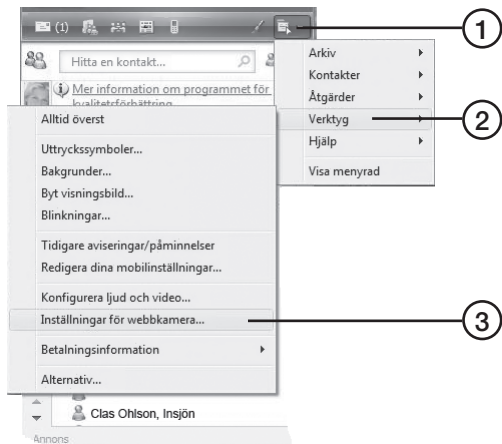 (1)
1
Hitta en kontakt...
Mer information om programmet för
kvalitetsförbättring
Arkiv
Kontakter
Åtgärder
Verktyg
2
Hjälp
Visa menyrad
Alltid överst
Uttryckssymboler...
Bakgrunder...
Byt visningsbild...
Blinkningar...
Tidigare aviseringar/påminnelser
Redigera dina mobilinställningar...
Konfigurera ljud och video...
Inställningar för webbkamera...
3
Betalningsinformation
Alternativ...
Clas Ohlson, Insjön
Annons